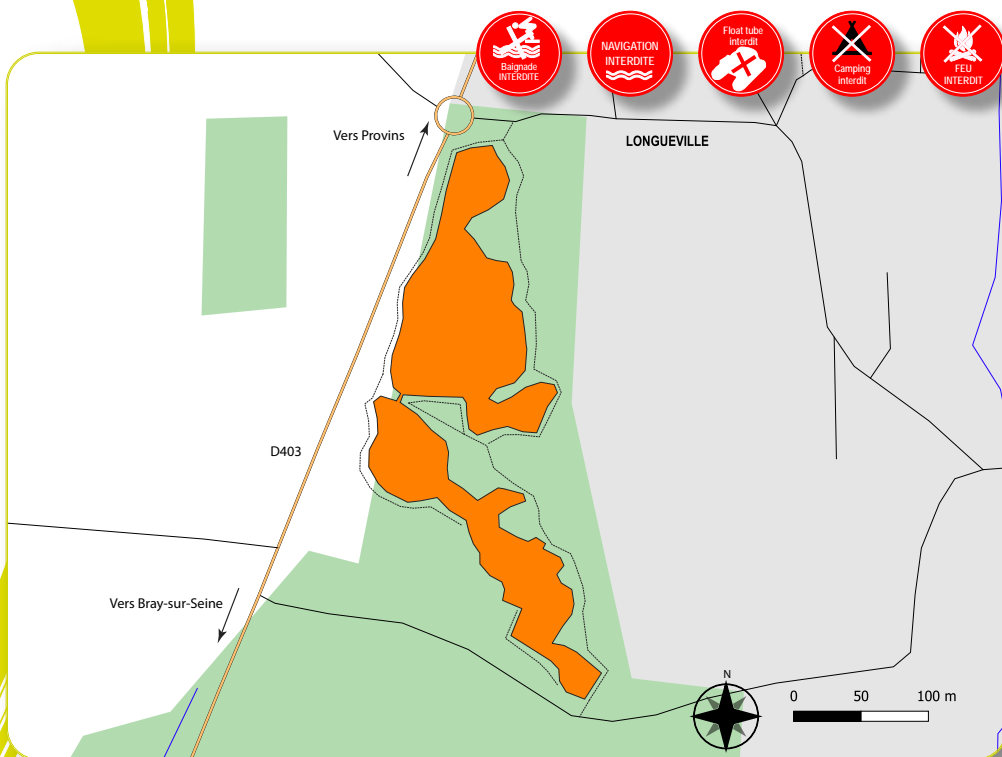 Baignade
INTERDITE
NAVIGATION
INTERDITE
Float tube
interdit
Camping
interdit
FEU
INTERDIT
Vers Provins
LONGUEVILLE
D403
Vers Bray-sur-Seine
N
0 50 100 m